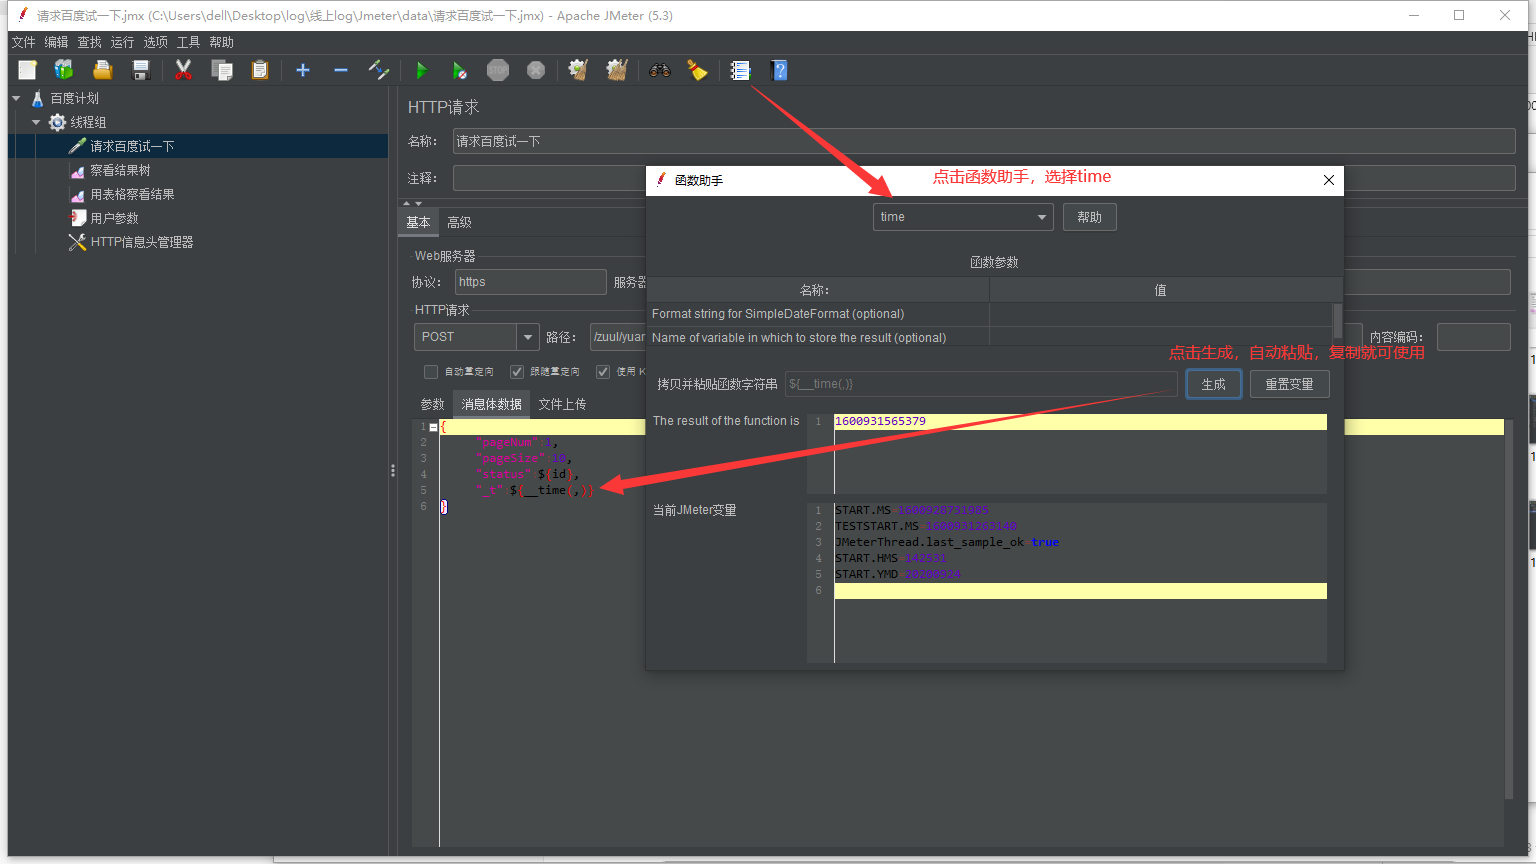 请求百度试一下.jmx (C:\Users\dell\Desktop\log\线上log\Jmeter\data\请求百度试一下.jmx) - Apache JMeter (5.3)
文件 编辑 查找 运行 选项 工具 帮助
STOP
百度计划
线程组
请求百度试一下
察看结果树
用表格察看结果
用户参数
HTTP信息头管理器
HTTP请求
名称： 请求百度试一下
注释：
基本 高级
Web服务器
协议： https 服务器
HTTP请求
POST 路径： /zuul/yuan
内容编码：
自动重定向 跟随重定向 使用 K
参数 消息体数据 文件上传
1 {
2 "pageNum":1,
3 "pageSize":10,
4 "status":${id},
5 "_t":${__time(,)}
6 }
函数助手
点击函数助手，选择time
time 帮助
函数参数
名称： 值
Format string for SimpleDateFormat (optional)
Name of variable in which to store the result (optional)
点击生成，自动粘贴，复制就可使用
拷贝并粘贴函数字符串 ${__time(,)} 生成 重置变量
The result of the function is 1 1600931565379
当前JMeter变量
1 START.MS=1600928731985
2 TESTSTART.MS=1600931263140
3 JMeterThread.last_sample_ok=true
4 START.HMS=142531
5 START.YMD=20200924
6